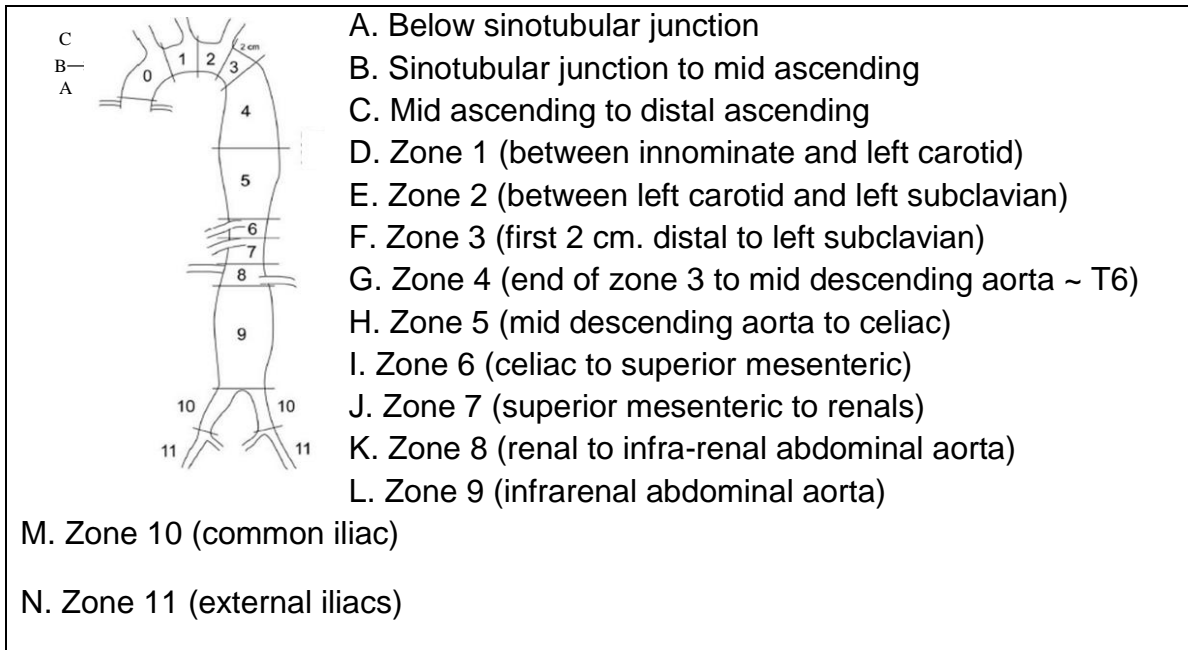 C
B
A
0
1
2
2 cm
3
4
5
6
7
8
9
10
10
11
11
A. Below sinotubular junction
B. Sinotubular junction to mid ascending
C. Mid ascending to distal ascending
D. Zone 1 (between innominate and left carotid)
E. Zone 2 (between left carotid and left subclavian)
F. Zone 3 (first 2 cm. distal to left subclavian)
G. Zone 4 (end of zone 3 to mid descending aorta ~ T6)
H. Zone 5 (mid descending aorta to celiac)
I. Zone 6 (celiac to superior mesenteric)
J. Zone 7 (superior mesenteric to renals)
K. Zone 8 (renal to infra-renal abdominal aorta)
L. Zone 9 (infrarenal abdominal aorta)
M. Zone 10 (common iliac)
N. Zone 11 (external iliacs)